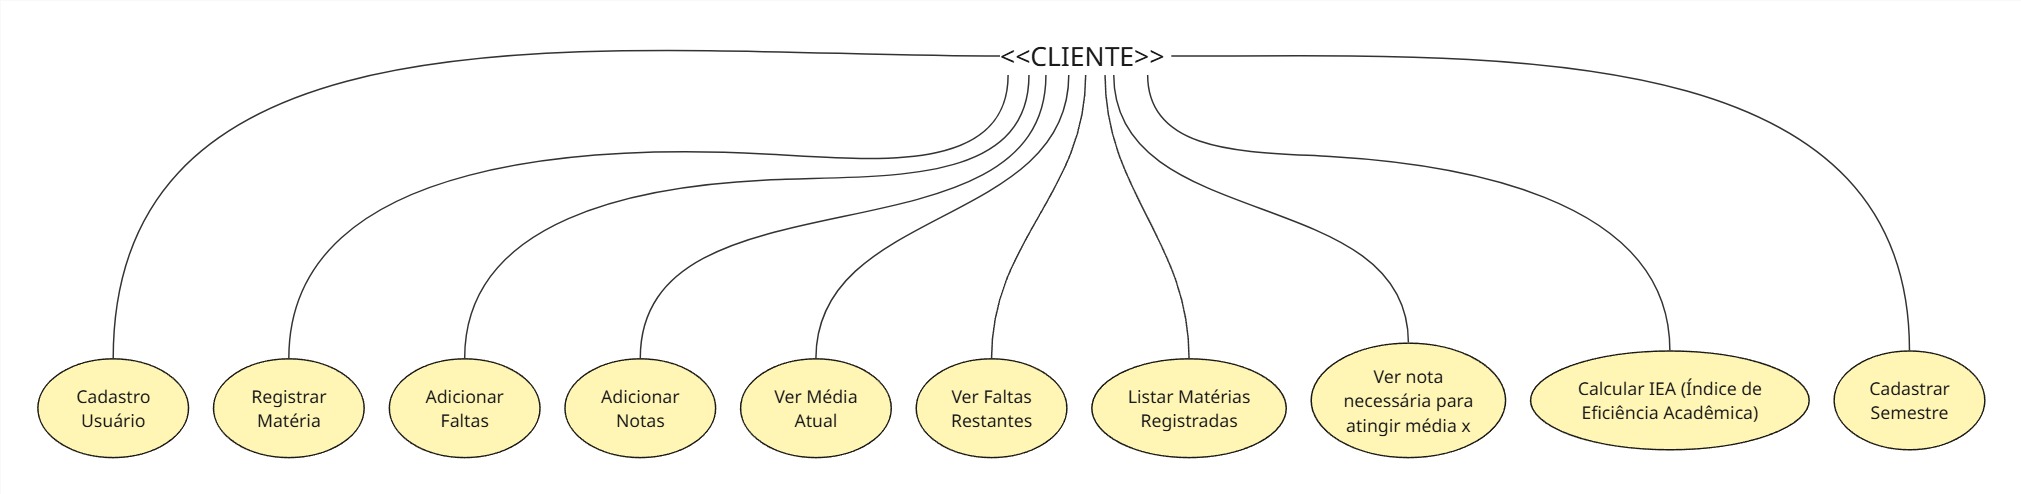 <<CLIENTE>>
Cadastro
Usuário
Registrar
Matéria
Adicionar
Faltas
Adicionar
Notas
Ver Média
Atual
Ver Faltas
Restantes
Listar Matérias
Registradas
Ver nota
necessária para
atingir média x
Calcular IEA (Índice de
Eficiência Acadêmica)
Cadastrar
Semestre